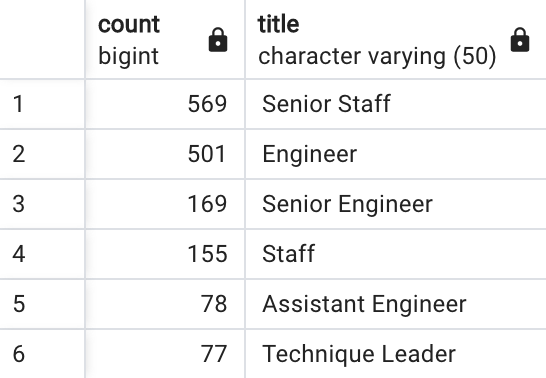 count title
bigint character varying (50)
1 569 Senior Staff
2 501 Engineer
3 169 Senior Engineer
4 155 Staff
5 78 Assistant Engineer
6 77 Technique Leader